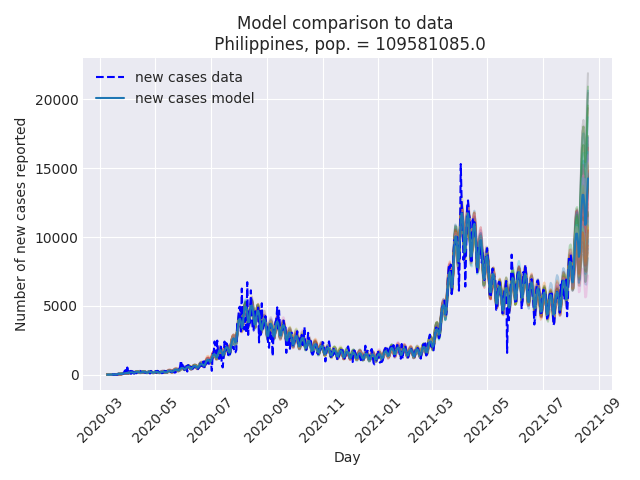 Model comparison to data
Philippines, pop. = 109581085.0
new cases data
new cases model
Number of new cases reported
20000
15000
10000
5000
0
2020-03
2020-05
2020-07
2020-09
2020-11
2021-01
2021-03
2021-05
2021-07
2021-09
Day